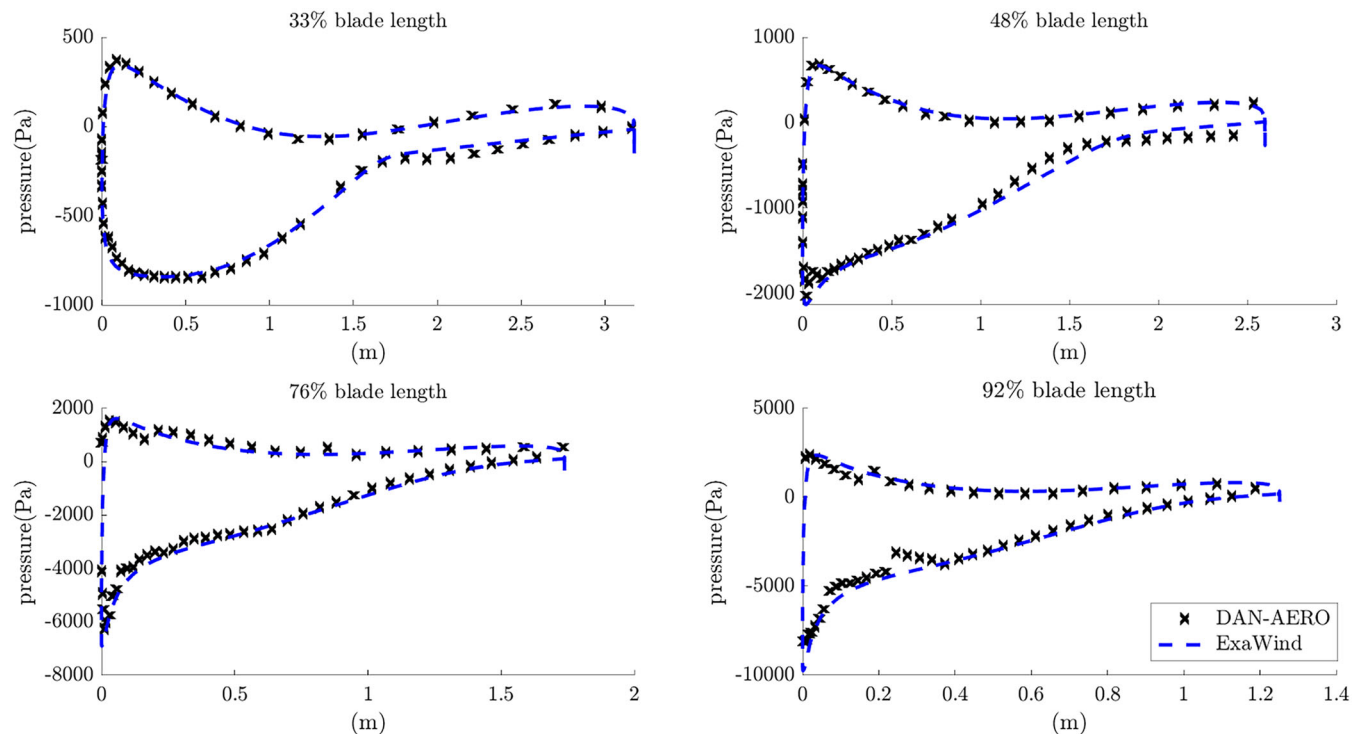 33% blade length
500
0
-500
-1000
pressure(Pa)
0 0.5 1 1.5 2 2.5 3
(m)
48% blade length
1000
0
-1000
-2000
pressure(Pa)
0 0.5 1 1.5 2 2.5 3
(m)
76% blade length
2000
0
-2000
-4000
-6000
-8000
pressure(Pa)
0 0.5 1 1.5 2
(m)
92% blade length
5000
0
-5000
-10000
pressure(Pa)
DAN-AERO
ExaWind
0 0.2 0.4 0.6 0.8 1 1.2 1.4
(m)